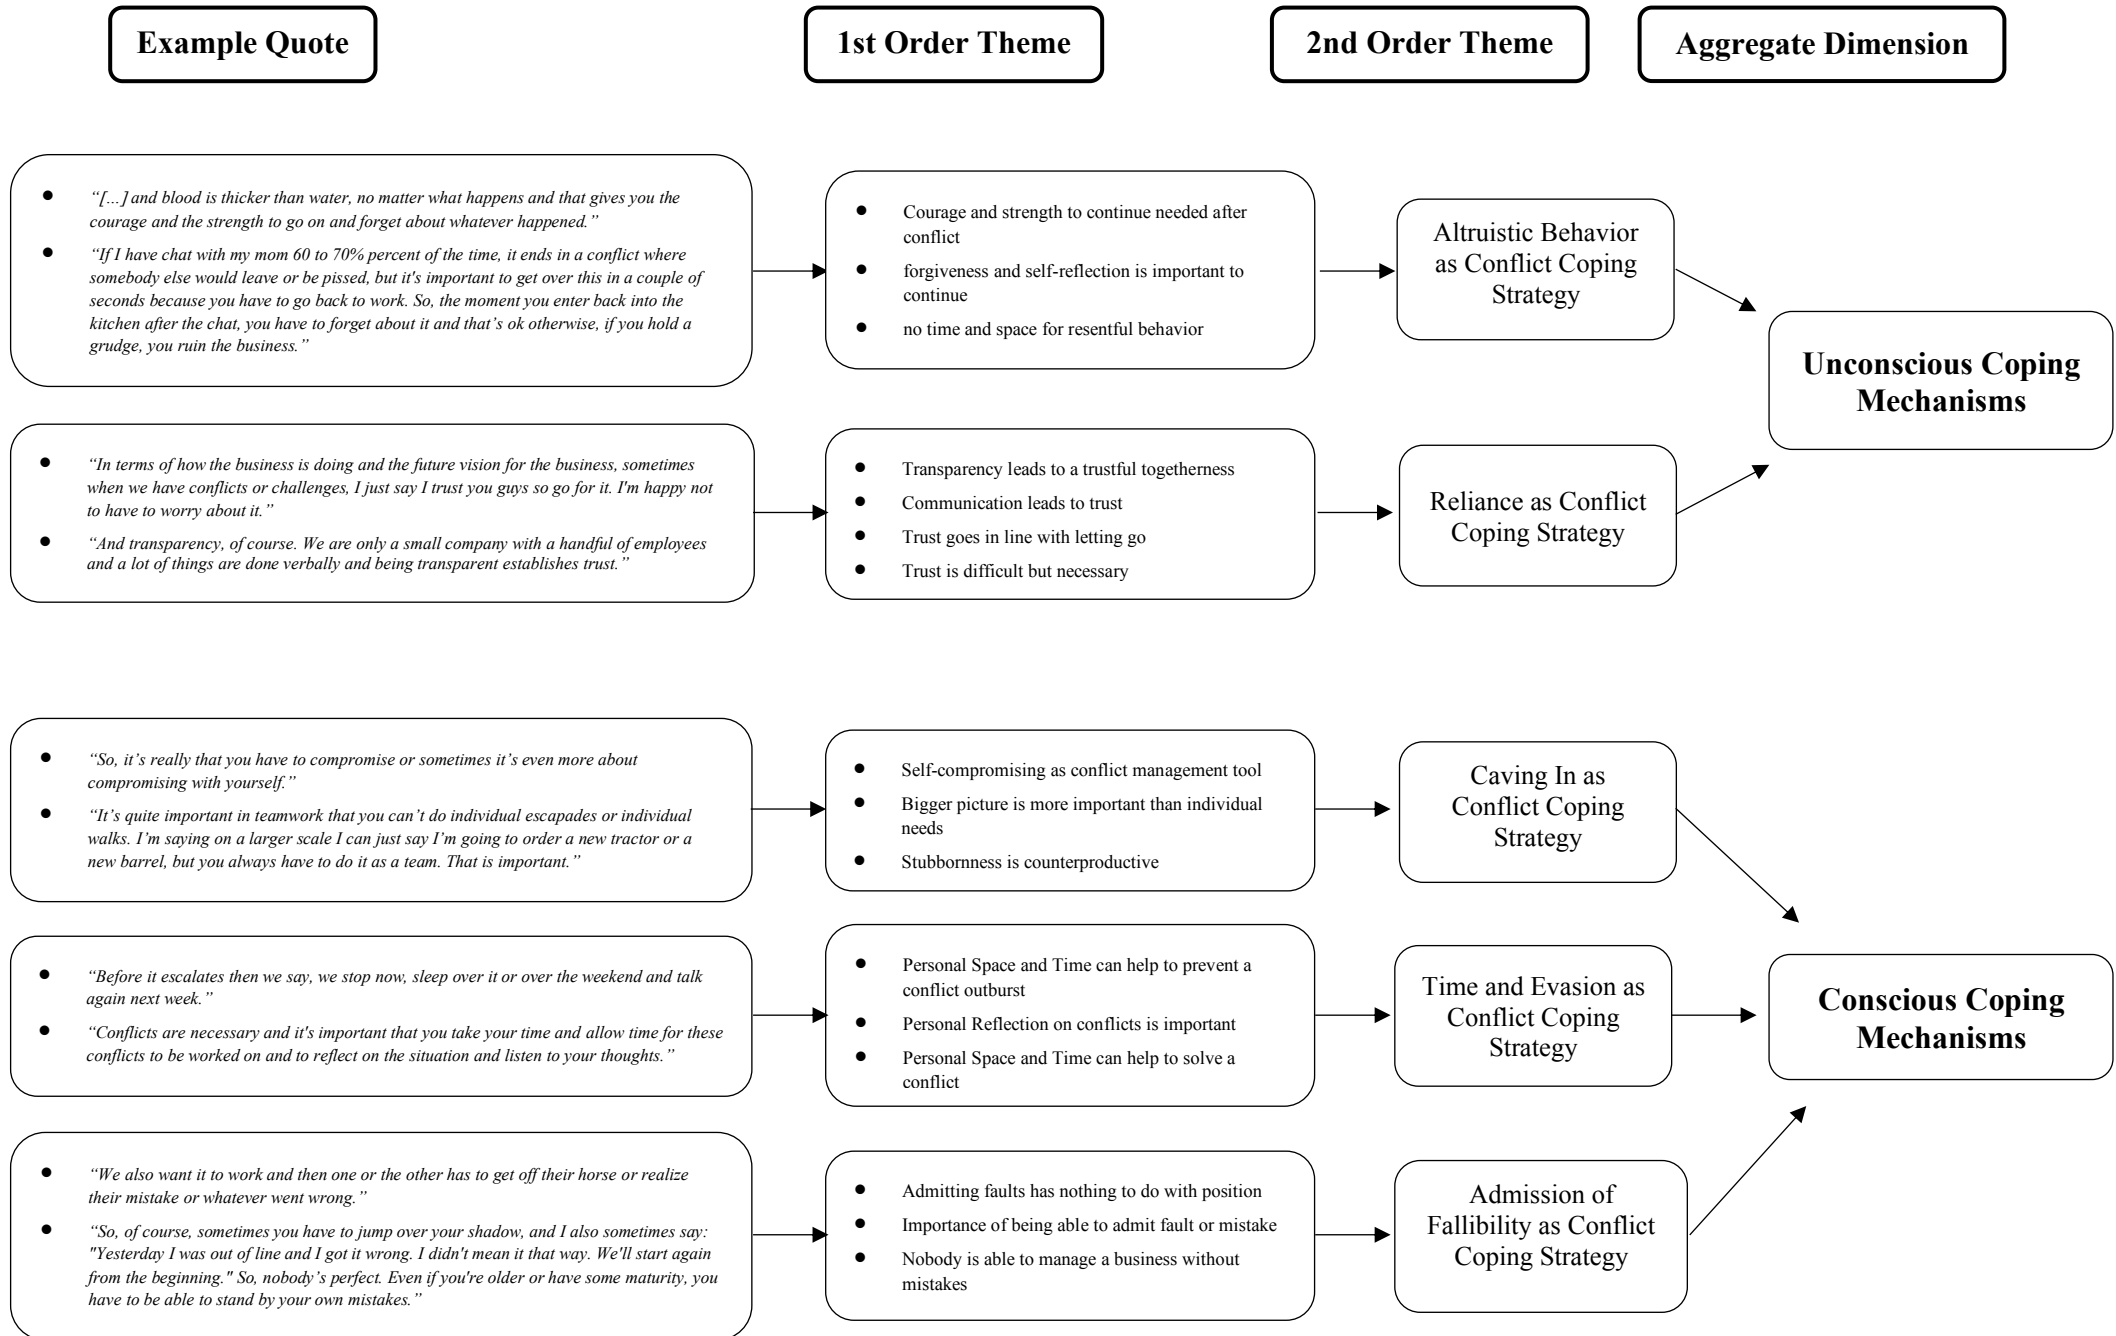 Example Quote
1st Order Theme
2nd Order Theme
Aggregate Dimension
● “[...] and blood is thicker than water, no matter what happens and that gives you the
courage and the strength to go on and forget about whatever happened.”
● “If I have chat with my mom 60 to 70% percent of the time, it ends in a conflict where
somebody else would leave or be pissed, but it's important to get over this in a couple of
seconds because you have to go back to work. So, the moment you enter back into the
kitchen after the chat, you have to forget about it and that’s ok otherwise, if you hold a
grudge, you ruin the business.”
● Courage and strength to continue needed after
conflict
● forgiveness and self-reflection is important to
continue
● no time and space for resentful behavior
Altruistic Behavior
as Conflict Coping
Strategy
Unconscious Coping
Mechanisms
● “In terms of how the business is doing and the future vision for the business, sometimes
when we have conflicts or challenges, I just say I trust you guys so go for it. I'm happy not
to have to worry about it.”
● “And transparency, of course. We are only a small company with a handful of employees
and a lot of things are done verbally and being transparent establishes trust.”
● Transparency leads to a trustful togetherness
● Communication leads to trust
● Trust goes in line with letting go
● Trust is difficult but necessary
Reliance as Conflict
Coping Strategy
● “So, it’s really that you have to compromise or sometimes it’s even more about
compromising with yourself.”
● “It’s quite important in teamwork that you can’t do individual escapades or individual
walks. I’m saying on a larger scale I can just say I’m going to order a new tractor or a
new barrel, but you always have to do it as a team. That is important.”
● Self-compromising as conflict management tool
● Bigger picture is more important than individual
needs
● Stubbornness is counterproductive
Caving In as
Conflict Coping
Strategy
● “Before it escalates then we say, we stop now, sleep over it or over the weekend and talk
again next week.”
● “Conflicts are necessary and it's important that you take your time and allow time for these
conflicts to be worked on and to reflect on the situation and listen to your thoughts.”
● Personal Space and Time can help to prevent a
conflict outburst
● Personal Reflection on conflicts is important
● Personal Space and Time can help to solve a
conflict
Time and Evasion as
Conflict Coping
Strategy
Conscious Coping
Mechanisms
● “We also want it to work and then one or the other has to get off their horse or realize
their mistake or whatever went wrong.”
● “So, of course, sometimes you have to jump over your shadow, and I also sometimes say:
"Yesterday I was out of line and I got it wrong. I didn't mean it that way. We'll start again
from the beginning." So, nobody’s perfect. Even if you're older or have some maturity, you
have to be able to stand by your own mistakes.”
● Admitting faults has nothing to do with position
● Importance of being able to admit fault or mistake
● Nobody is able to manage a business without
mistakes
Admission of
Fallibility as Conflict
Coping Strategy